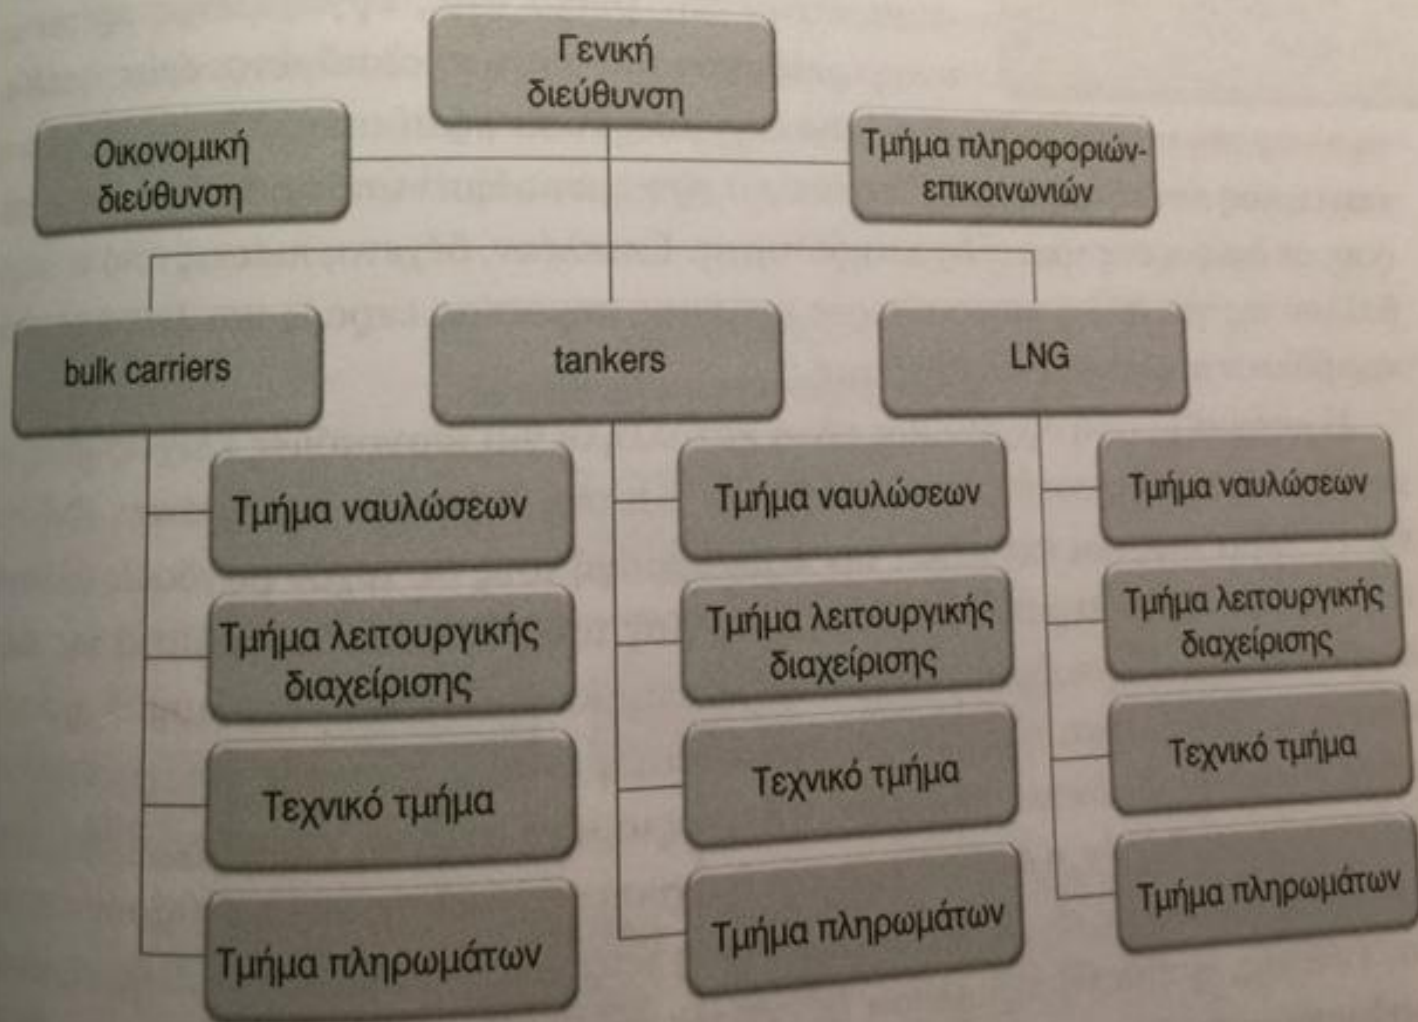 Γενική
διεύθυνση
Οικονομική
διεύθυνση
Τμήμα πληροφοριών-
επικοινωνιών
bulk carriers
tankers
LNG
Τμήμα ναυλώσεων
Τμήμα λειτουργικής
διαχείρισης
Τεχνικό τμήμα
Τμήμα πληρωμάτων
Τμήμα ναυλώσεων
Τμήμα λειτουργικής
διαχείρισης
Τεχνικό τμήμα
Τμήμα πληρωμάτων
Τμήμα ναυλώσεων
Τμήμα λειτουργικής
διαχείρισης
Τεχνικό τμήμα
Τμήμα πληρωμάτων